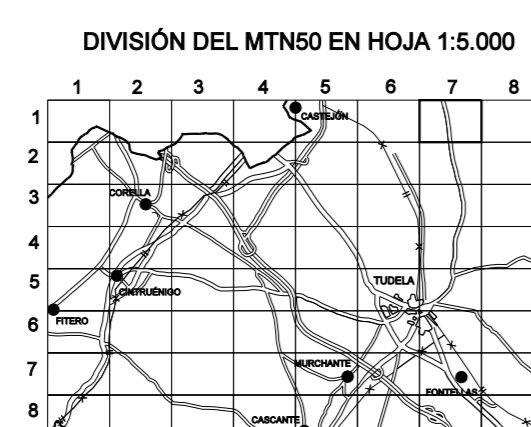 DIVISIÓN DEL MTN50 EN HOJA 1:5.000
1 2 3 4 5 6 7 8
1
CASTEJÓN
2
3
CORELLA
4
5
TUDELA
CINTRUÉNIGO
6
FITERO
7
MURCHANTE
FONTELLAS
8
CASCANTE